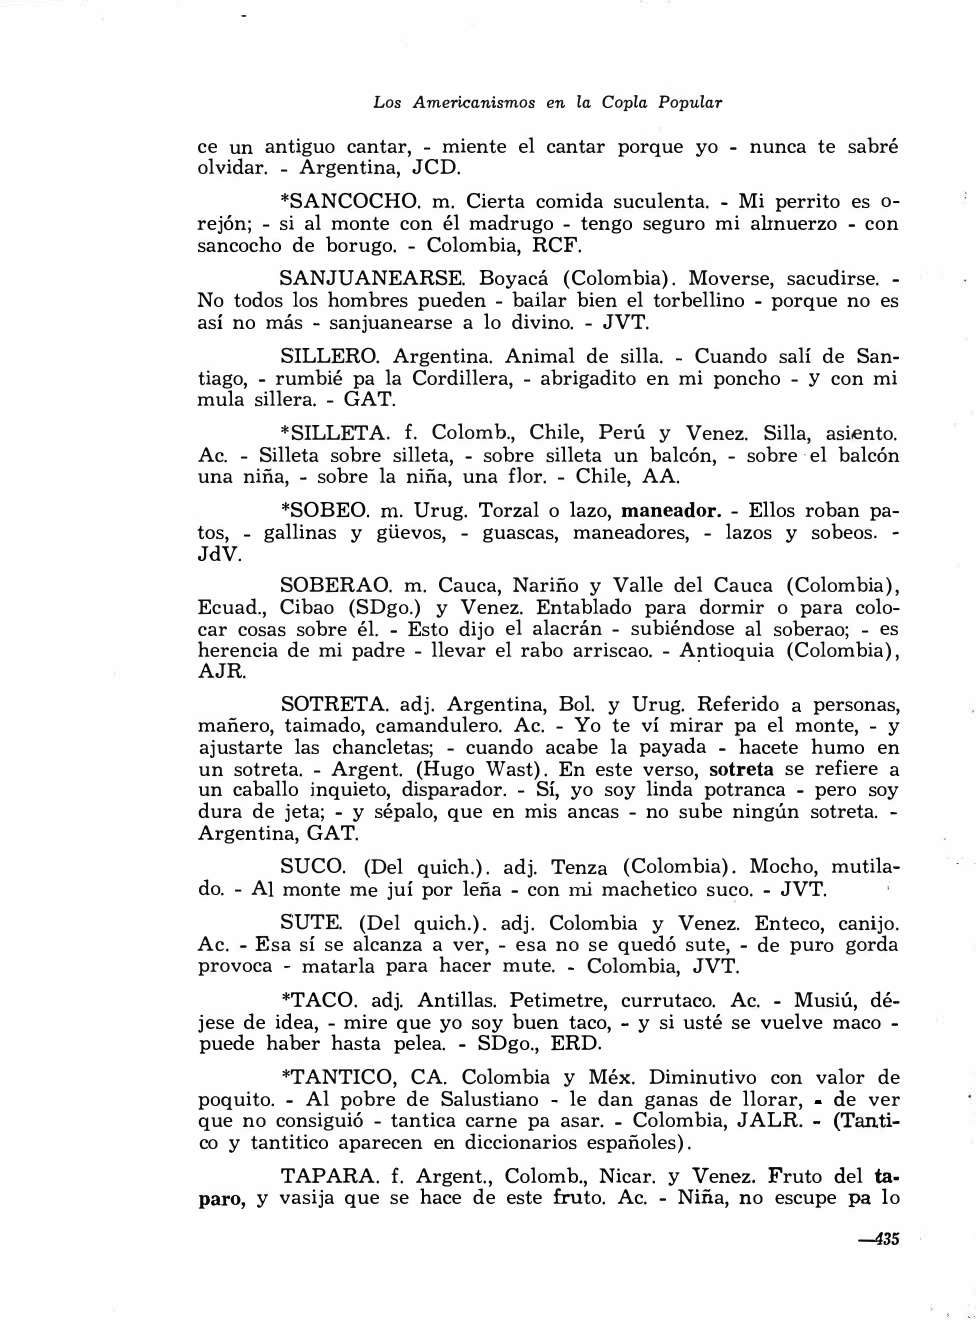 Los Americanismos en la Copla Popular
ce un antiguo cantar, - miente el cantar porque yo - nunca te sabré
olvidar. - Argentina, JCD.
*SANCOCHO. m. Cierta comida suculenta. - Mi perrito es o-
rejón; - si al monte con él madrugo - tengo seguro mi almuerzo - con
sancocho de borugo. - Colombia, RCF.
SANJUANEARSE. Boyacá (Colombia). Moverse, sacudirse. -
No todos los hombres pueden - bailar bien el torbellino - porque no es
así no más - sanjuanearse a lo divino. - JVT.
SILLERO. Argentina. Animal de silla. - Cuando salí de San-
tiago, - rumbié pa la Cordillera, - abrigadito en mi poncho - y con mi
mula sillera. - GAT.
*SILLETA. f. Colomb., Chile, Perú y Venez. Silla, asiento.
Ac. - Silleta sobre silleta, - sobre silleta un balcón, - sobre el balcón
una niña, - sobre la niña, una flor. - Chile, AA.
*SOBEO. m. Urug. Torzal o lazo, maneador. - Ellos roban pa-
tos, - gallinas y güevos, - guascas, maneadores, - lazos y sobeos. -
JdV.
SOBERAO. m. Cauca, Nariño y Valle del Cauca (Colombia),
Ecuad., Cibao (SDgo.) y Venez. Entablado para dormir o para colo-
car cosas sobre él. - Esto dijo el alacrán - subiéndose al soberao; - es
herencia de mi padre - llevar el rabo arriscao. - Antioquia (Colombia),
AJR.
SOTRETA. adj. Argentina, Bol. y Urug. Referido a personas,
mañero, taimado, camandulero. Ac. - Yo te ví mirar pa el monte, - y
ajustarte las chancletas; - cuando acabe la payada - hacete humo en
un sotreta. - Argent. (Hugo Wast). En este verso, sotreta se refiere a
un caballo inquieto, disparador. - Sí, yo soy linda potranca - pero soy
dura de jeta; - y sépalo, que en mis ancas - no sube ningún sotreta. -
Argentina, GAT.
SUCO. (Del quich.). adj. Tenza (Colombia). Mocho, mutila-
do. - Al monte me juí por leña - con mi machetico suco. - JVT.
SUTE. (Del quich.). adj. Colombia y Venez. Enteco, canijo.
Ac. - Esa sí se alcanza a ver, - esa no se quedó sute, - de puro gorda
provoca - matarla para hacer mute. - Colombia, JVT.
*TACO. adj. Antillas. Petimetre, currutaco. Ac. - Musiú, dé-
jese de idea, - mire que yo soy buen taco, - y si usté se vuelve maco -
puede haber hasta pelea. - SDgo., ERD.
*TANTICO, CA. Colombia y Méx. Diminutivo con valor de
poquito. - Al pobre de Salustiano - le dan ganas de llorar, - de ver
que no consiguió - tantica carne pa asar. - Colombia, JALR. - (Tanti-
co y tantitico aparecen en diccionarios españoles).
TAPARA. f. Argent., Colomb., Nicar. y Venez. Fruto del ta-
paro, y vasija que se hace de este fruto. Ac. - Niña, no escupe pa lo
—435